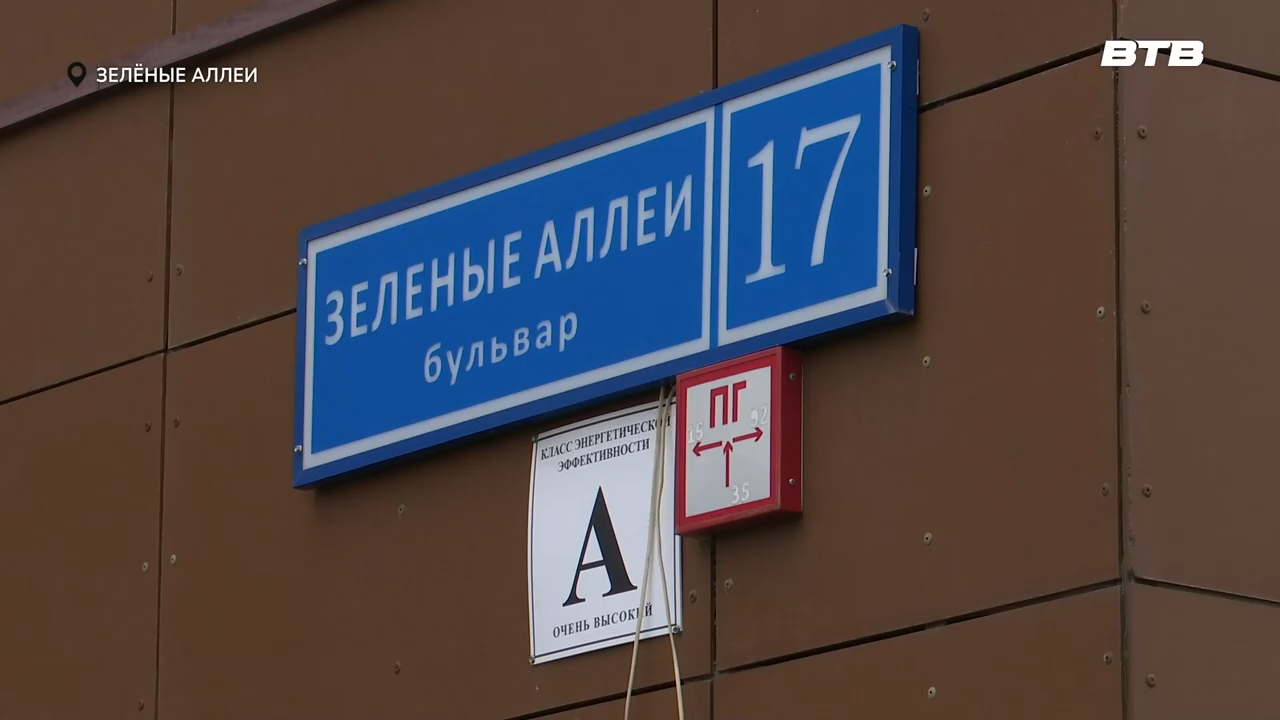 ЗЕЛЁНЫЕ АЛЛЕИ
ВТВ
ЗЕЛЕНЫЕ АЛЛЕИ
бульвар
17
ПГ
15 92
35
КЛАСС ЭНЕРГЕТИЧЕСКОЙ
ЭФФЕКТИВНОСТИ
А
ОЧЕНЬ ВЫСОКИЙ